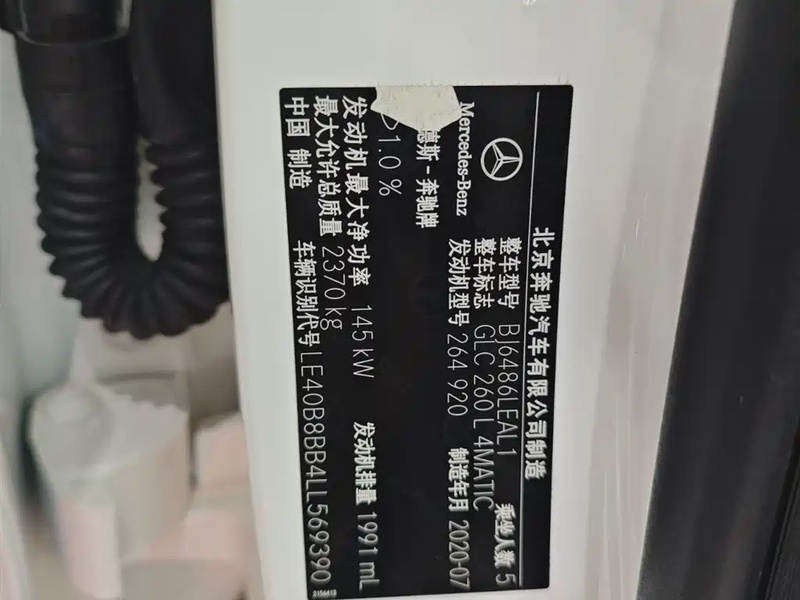 北京奔驰汽车有限公司制造
Mercedes-Benz
整车型号 BJ6486LEAL1 乘坐人数 5
整车标志 GLC 260 L 4MATIC
德斯-奔驰牌 发动机型号 264 920 制造年月 2020-07
>1.0 %
发动机最大净功率 145 kW 发动机排量 1991 mL
最大允许总质量 2370 kg
中国 制造 车辆识别代号 LE40B8BB4LL569390
2156413